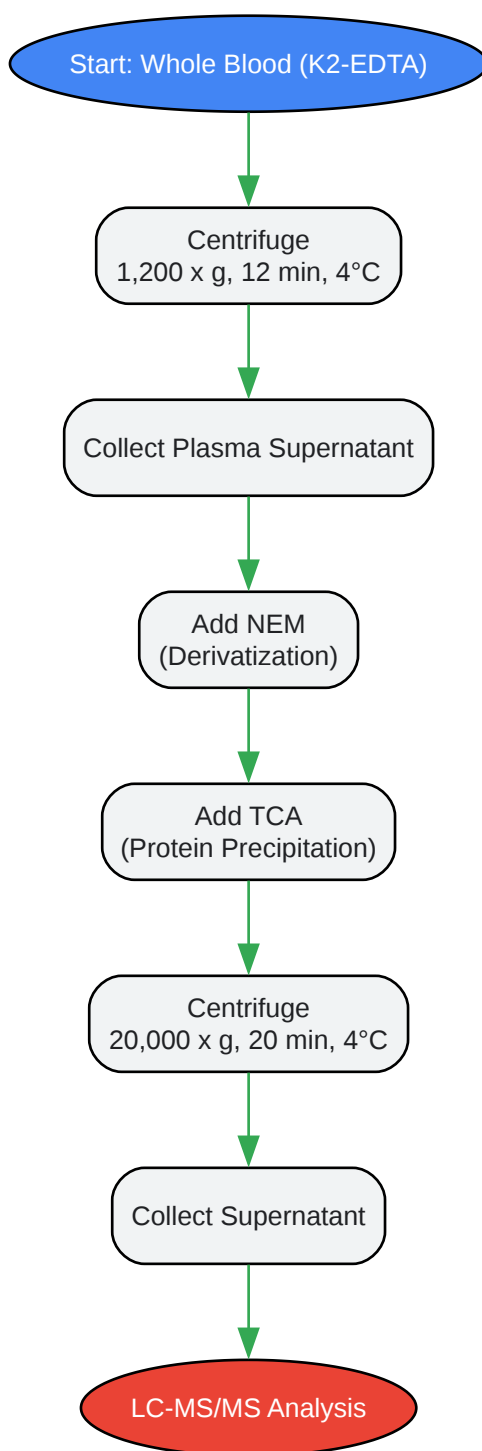 Start: Whole Blood (K2-EDTA)
Centrifuge
1,200 x g, 12 min, 4°C
Collect Plasma Supernatant
Add NEM
(Derivatization)
Add TCA
(Protein Precipitation)
Centrifuge
20,000 x g, 20 min, 4°C
Collect Supernatant
LC-MS/MS Analysis